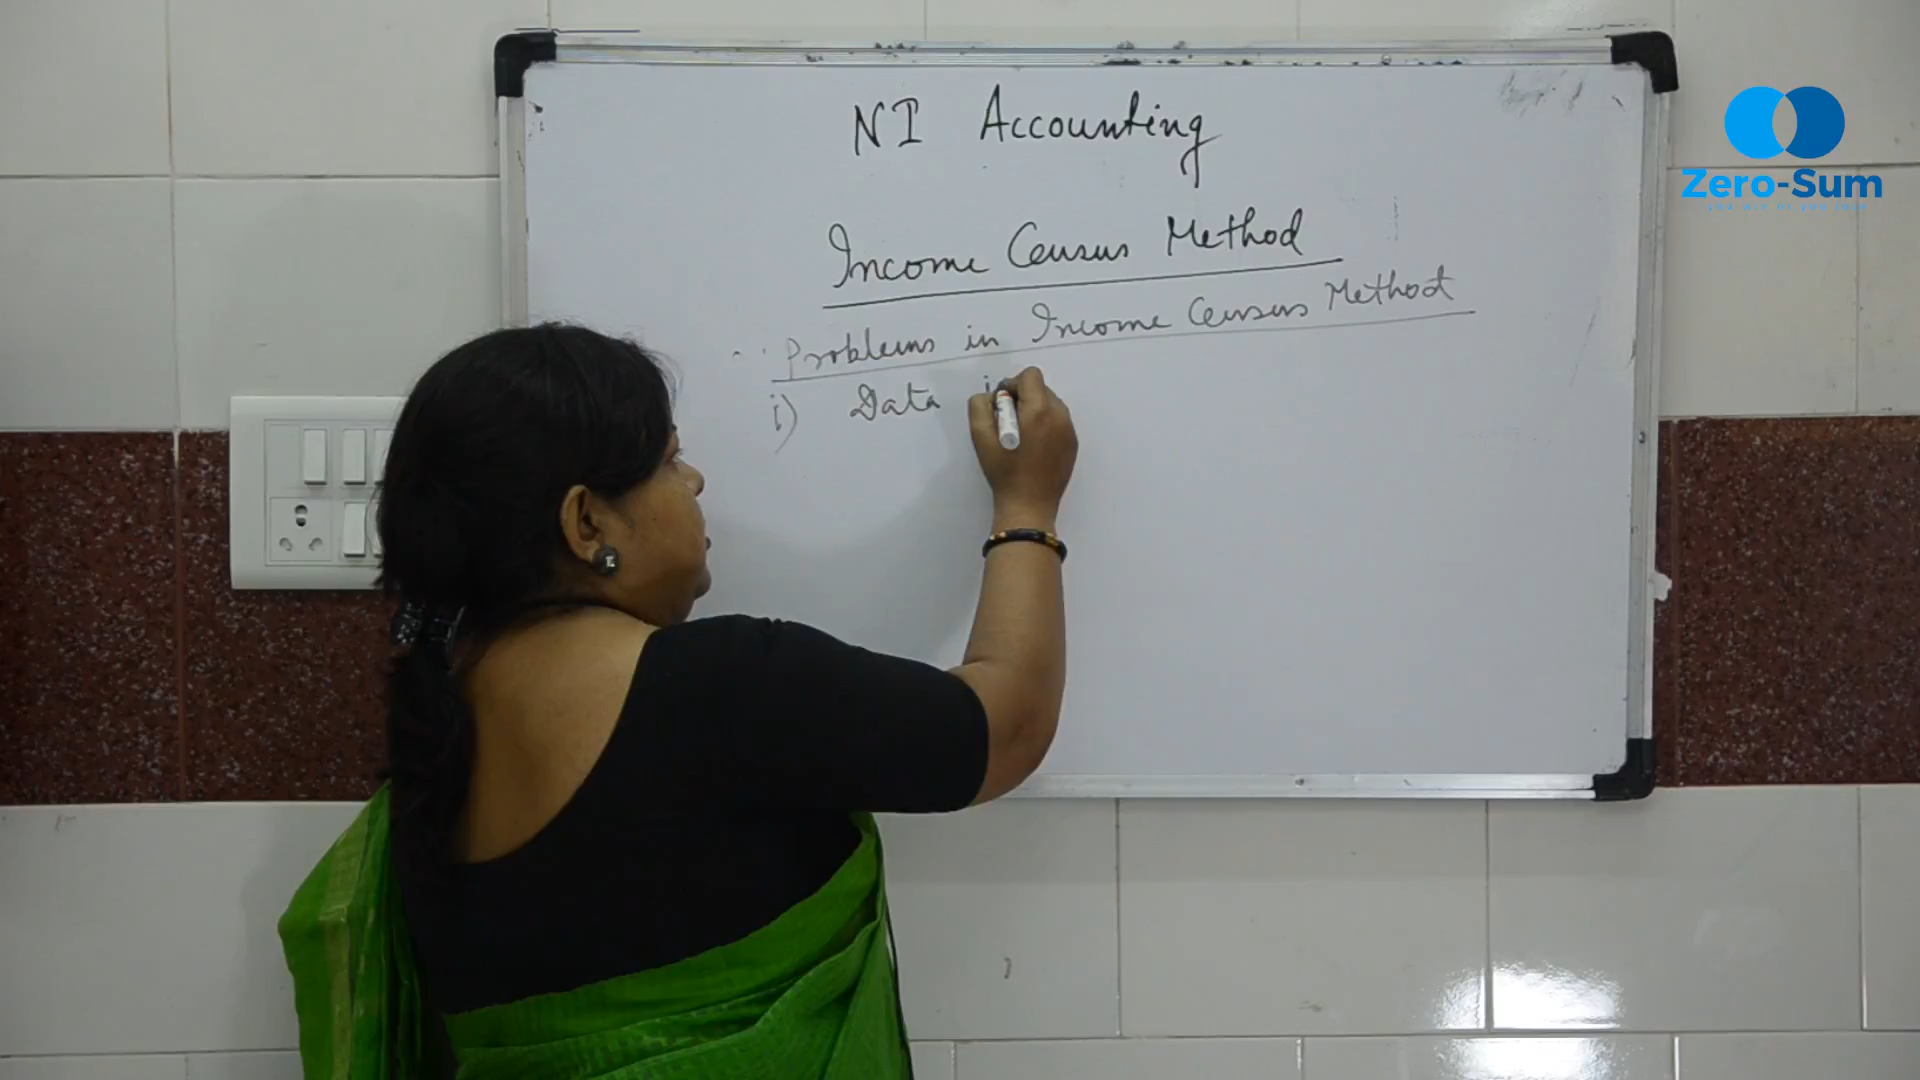 NI Accounting
Income Census Method
Problems in Income Census Method
i) Data
Zero-Sum